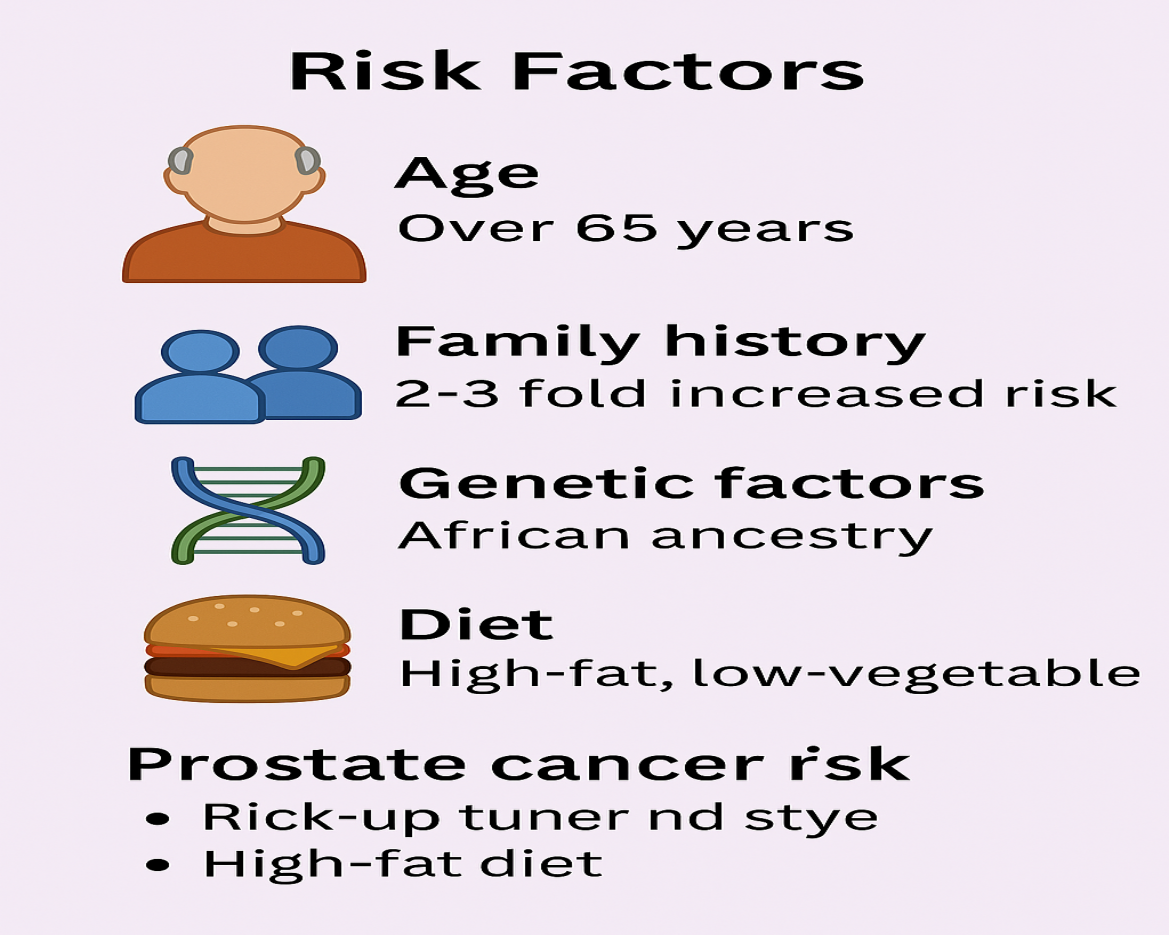 Risk Factors
Age
Over 65 years
Family history
2-3 fold increased risk
Genetic factors
African ancestry
Diet
High-fat, low-vegetable
Prostate cancer rsk
• Rick-up tuner nd stye
• High-fat diet